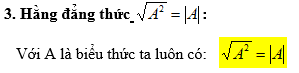 3. Hằng đẳng thức √A² = |A| :
Với A là biểu thức ta luôn có: √A² = |A|